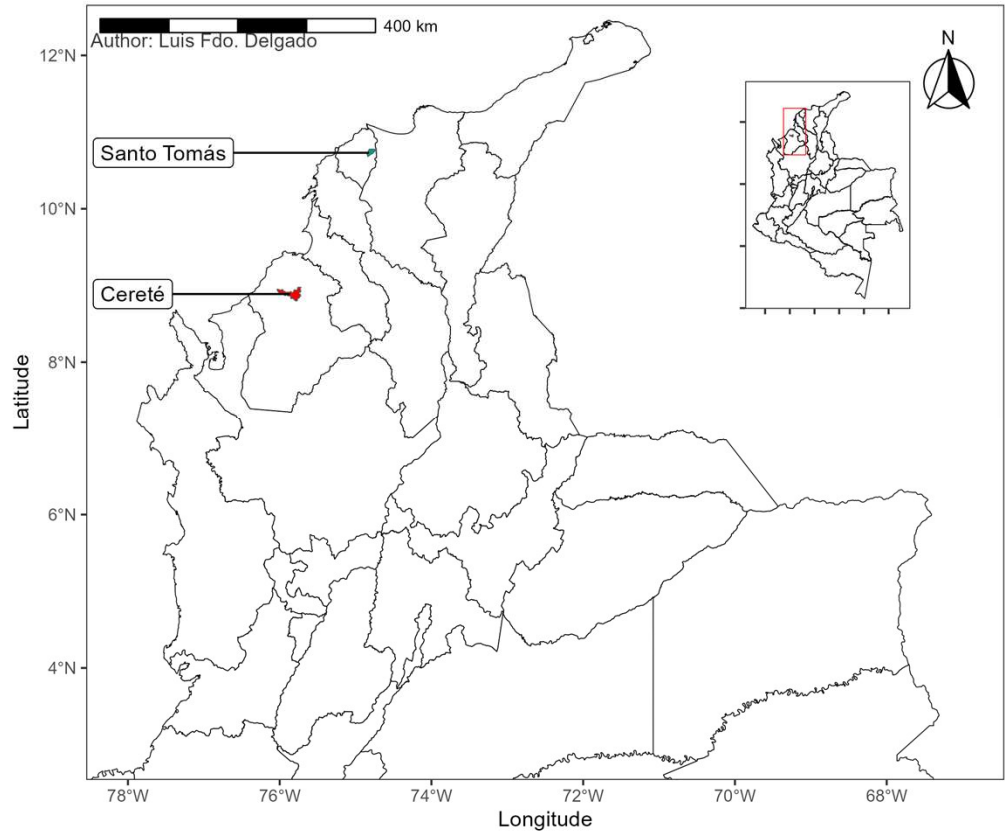 400 km
Author: Luis Fdo. Delgado
N
12°N
Santo Tomás
10°N
Cereté
8°N
6°N
4°N
Latitude
78°W 76°W 74°W 72°W 70°W 68°W
Longitude